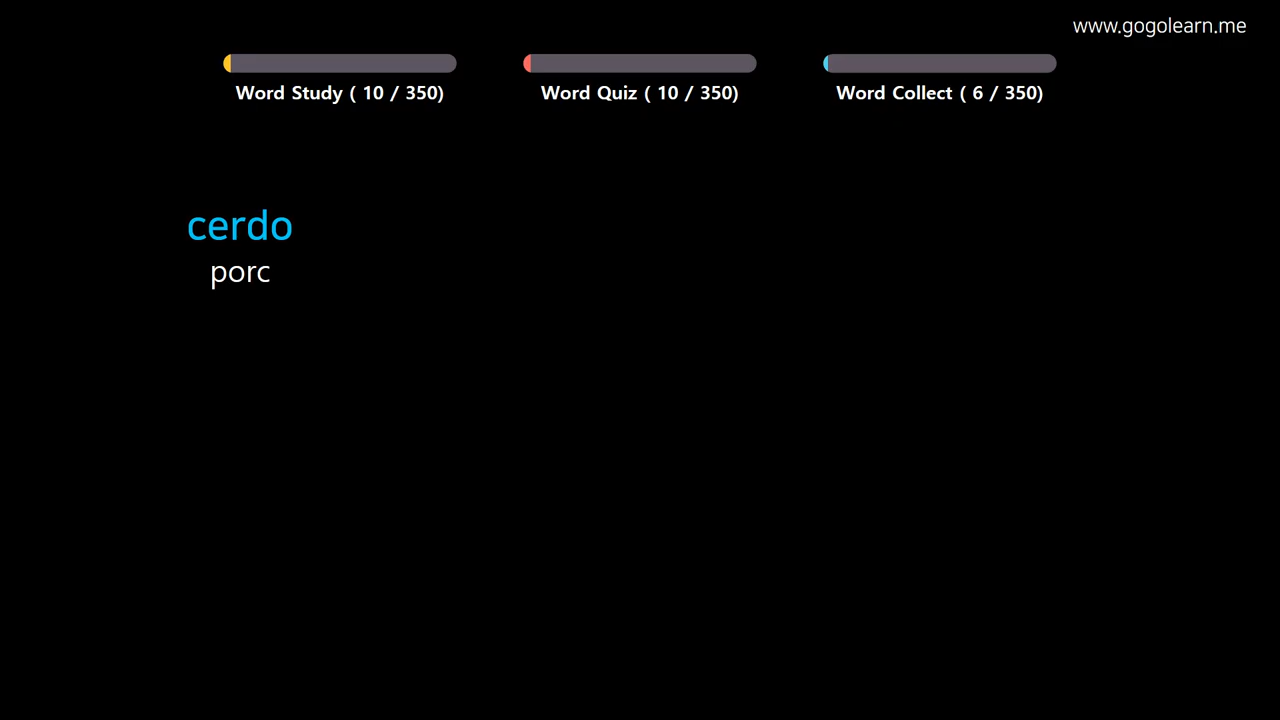 www.gogolearn.me
Word Study ( 10 / 350)
Word Quiz ( 10 / 350)
Word Collect ( 6 / 350)
cerdo
porc